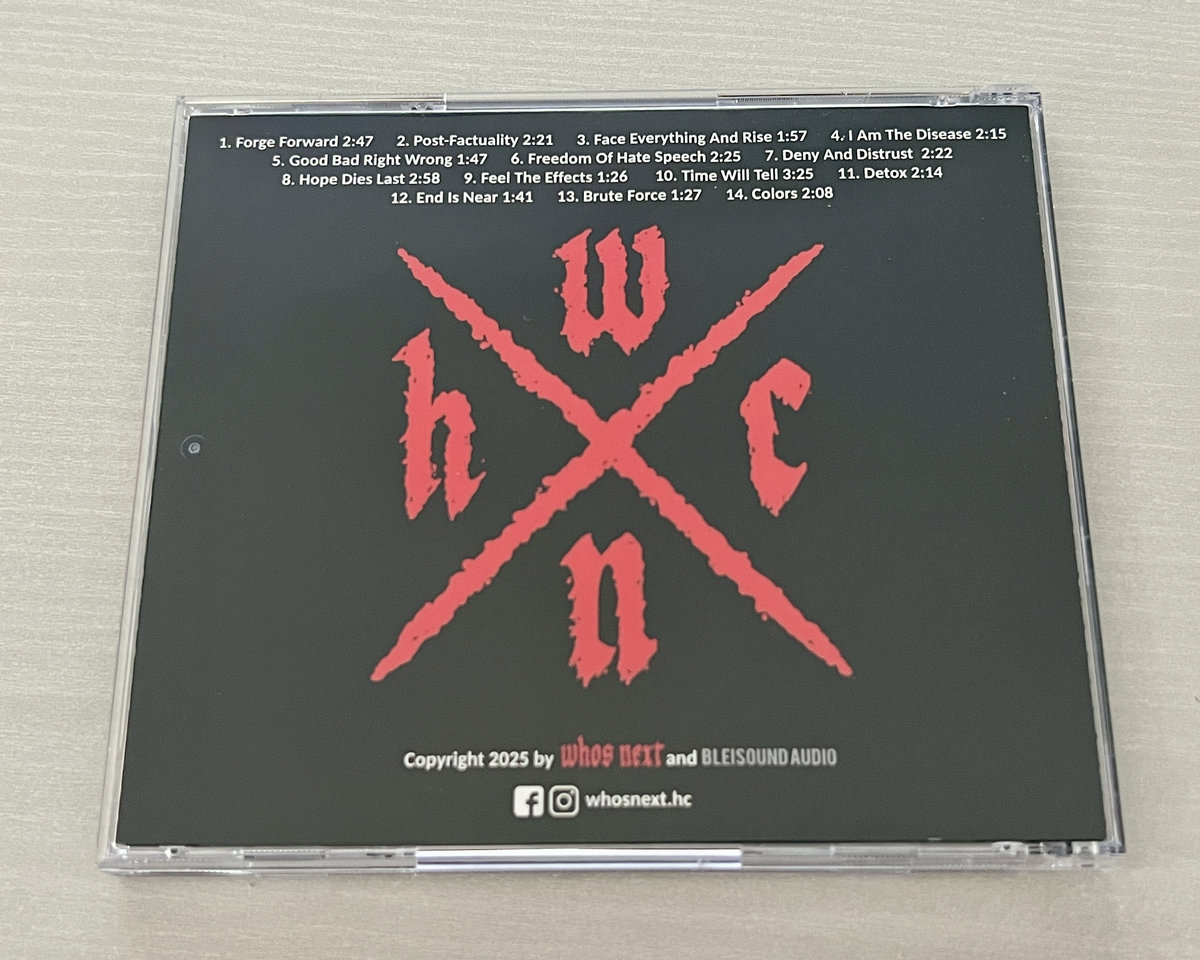 1. Forge Forward 2:47 2. Post-Factuality 2:21 3. Face Everything And Rise 1:57 4. I Am The Disease 2:15
5. Good Bad Right Wrong 1:47 6. Freedom Of Hate Speech 2:25 7. Deny And Distrust 2:22
8. Hope Dies Last 2:58 9. Feel The Effects 1:26 10. Time Will Tell 3:25 11. Detox 2:14
12. End Is Near 1:41 13. Brute Force 1:27 14. Colors 2:08
w
h c
n
Copyright 2025 by whos next and BLEISOUND AUDIO
whosnext.hc